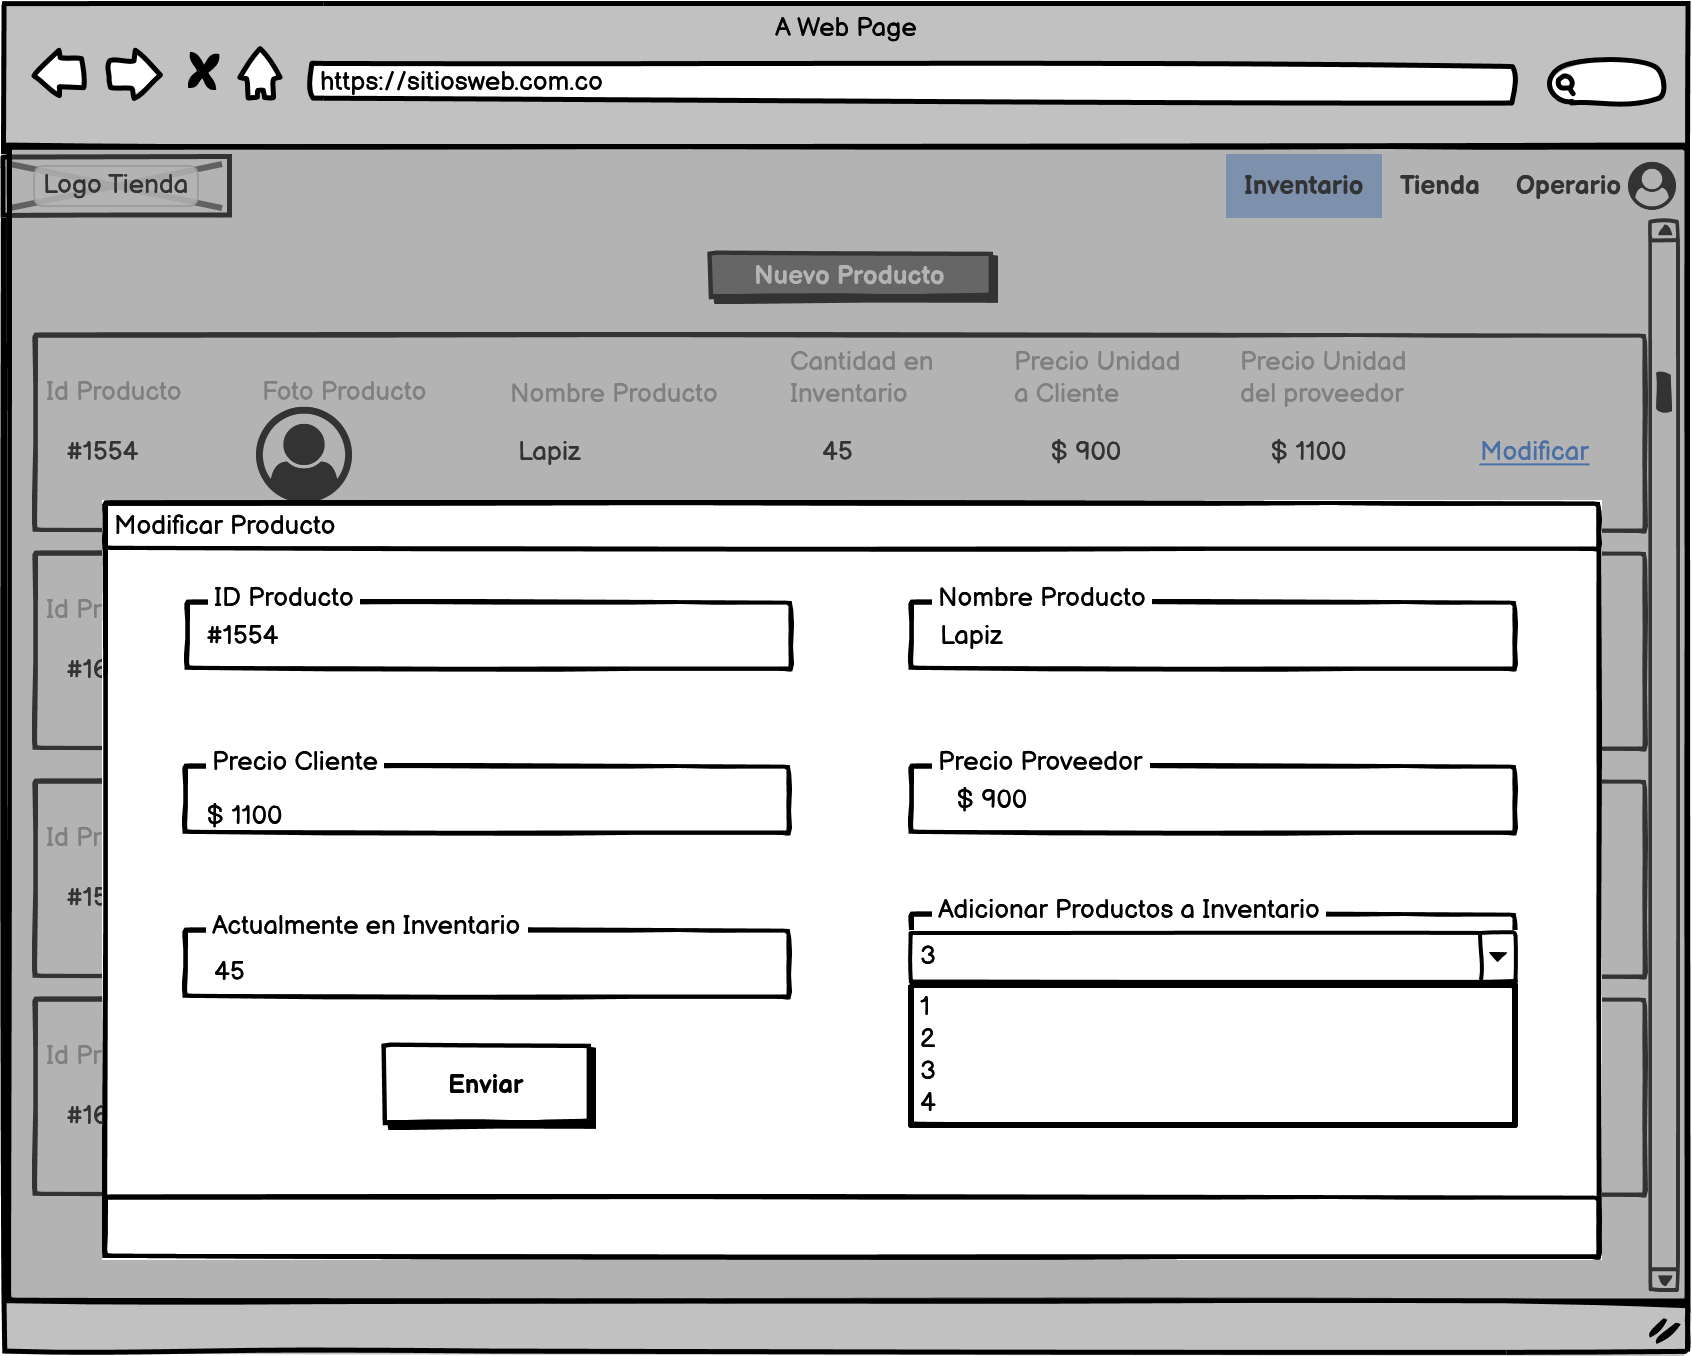 A Web Page
https://sitiosweb.com.co
Logo Tienda
Inventario
Tienda
Operario
Nuevo Producto
Id Producto
Foto Producto
Nombre Producto
Cantidad en
Inventario
Precio Unidad
a Cliente
Precio Unidad
del proveedor
#1554
Lapiz
45
$ 900
$ 1100
Modificar
Id Pr
#16
Id Pr
#15
Id Pr
#16
Modificar Producto
ID Producto
#1554
Nombre Producto
Lapiz
Precio Cliente
$ 1100
Precio Proveedor
$ 900
Actualmente en Inventario
45
Adicionar Productos a Inventario
3
1
2
3
4
Enviar